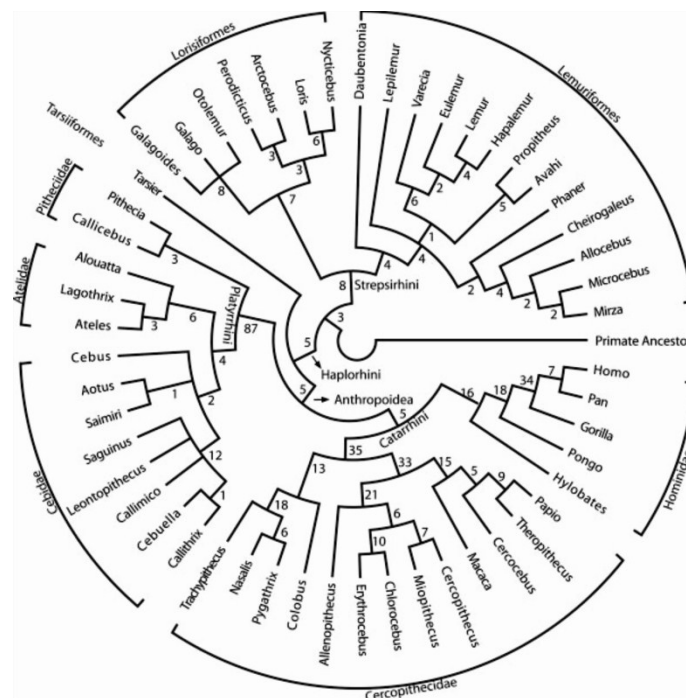 Lorisiformes
Lemuriformes
Tarsiiformes
Pitheciidae
Atelidae
Cebidae
Cercopithecidae
Hominidae
Galagoides
Galago
Otolemur
Perodicticus
Arctocebus
Loris
Nycticebus
Daubentonia
Lepilemur
Varecia
Eulemur
Lemur
Hapalemur
Propitheus
Avahi
Phaner
Cheirogaleus
Allocebus
Microcebus
Mirza
Primate Ancesto
Homo
Pan
Gorilla
Pongo
Hylobates
Papio
Theropithecus
Cercocebus
Macaca
Cercopithecus
Miopithecus
Chlorocebus
Erythrocebus
Allenopithecus
Colobus
Pygathrix
Nasalis
Trachypithecus
Callithrix
Cebuella
Callimico
Leontopithecus
Saguinus
Saimiri
Aotus
Cebus
Ateles
Lagothrix
Alouatta
Callicebus
Pithecia
Tarsier
Strepsirhini
Haplorhini
Anthropoidea
Platyrrhini
Catarrhini
8
3
3
6
7
8
4
4
1
6
2
4
5
2
4
2
2
3
5
5
87
3
6
3
4
2
1
12
1
5
35
13
18
6
33
21
6
10
7
15
5
9
16
18
34
7